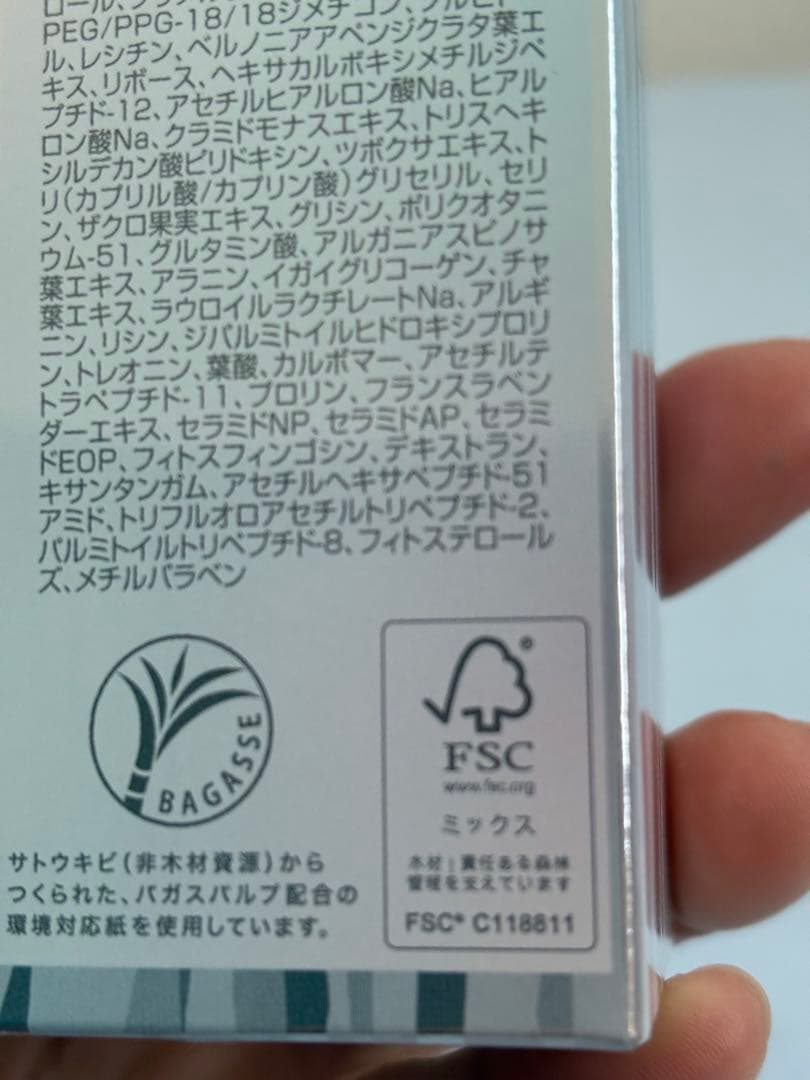 PEG/PPG-18/18ジメチコン、
ル、レシチン、ベルノニアアペンジクラタ葉エ
キス、リボース、ヘキサカルボキシメチルジペ
プチド-12、アセチルヒアルロン酸Na、ヒアル
ロン酸Na、クラミドモナスエキス、トリスヘキ
シルデカン酸ピリドキシン、ツボクサエキス、ト
リ(カプリル酸/カプリン酸)グリセリル、セリ
ン、ザクロ果実エキス、グリシン、ポリクオタニ
ウム-51、グルタミン酸、アルガニアスピノサ
葉エキス、アラニン、イガイグリコーゲン、チャ
葉エキス、ラウロイルラクチレートNa、アルギ
ニン、リシン、ジパルミトイルヒドロキシプロリ
ン、トレオニン、葉酸、カルボマー、アセチルテ
トラペプチド-11、プロリン、フランスラベン
ダーエキス、セラミドNP、セラミドAP、セラミ
ドEOP、フィトスフィンゴシン、デキストラン、
キサンタンガム、アセチルヘキサペプチド-51
アミド、トリフルオロアセチルトリペプチド-2、
パルミトイルトリペプチド-8、フィトステロール
ズ、メチルパラベン
BAGASSE
サトウキビ(非木材資源)から
つくられた、バガスパルプ配合の
環境対応紙を使用しています。
FSC
www.fsc.org
ミックス
木材｜責任ある森林
管理を支えています
FSC® C118811